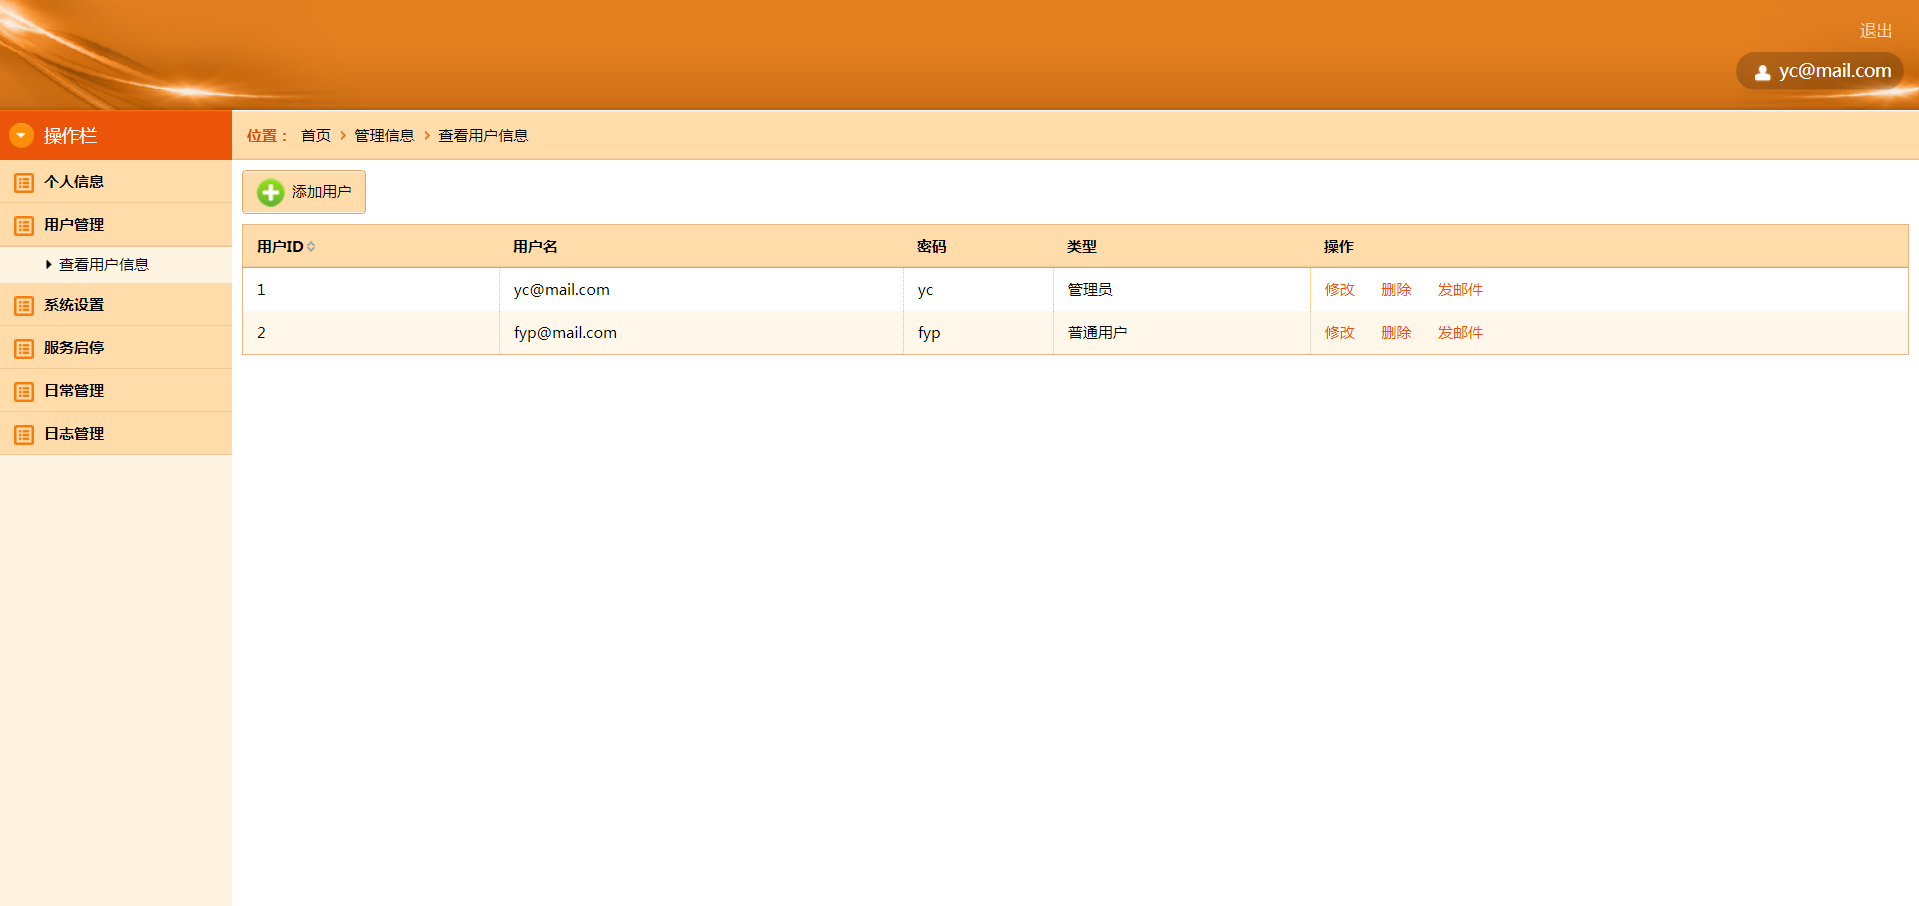 退出
yc@mail.com
操作栏
位置： 首页 管理信息 查看用户信息
个人信息
用户管理
查看用户信息
系统设置
服务启停
日常管理
日志管理
添加用户
用户ID 用户名 密码 类型 操作
1 yc@mail.com yc 管理员 修改 删除 发邮件
2 fyp@mail.com fyp 普通用户 修改 删除 发邮件